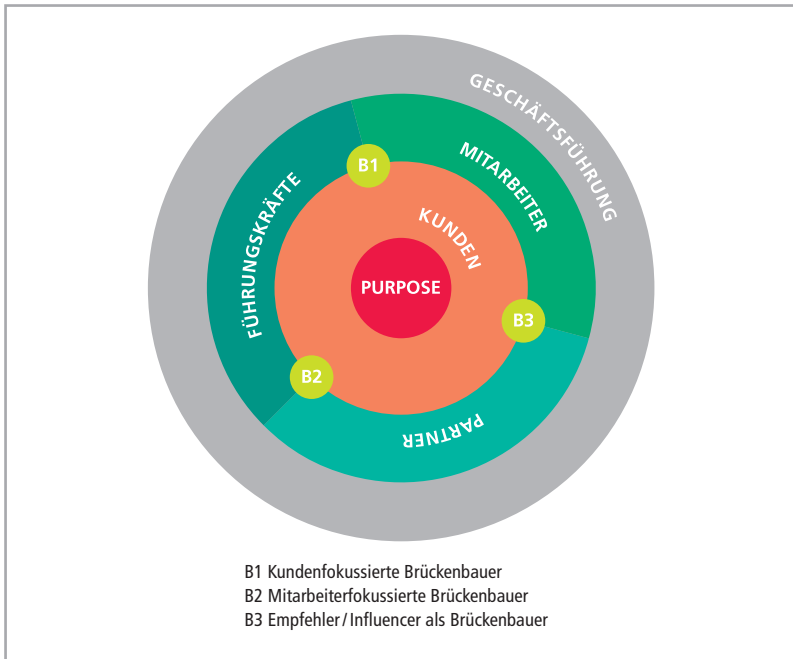 GESCHÄFTSFÜHRUNG
MITARBEITER
FÜHRUNGSKRÄFTE
KUNDEN
PURPOSE
PARTNER
B1
B3
B2
B1 Kundenfokussierte Brückenbauer
B2 Mitarbeiterfokussierte Brückenbauer
B3 Empfehler/Influencer als Brückenbauer